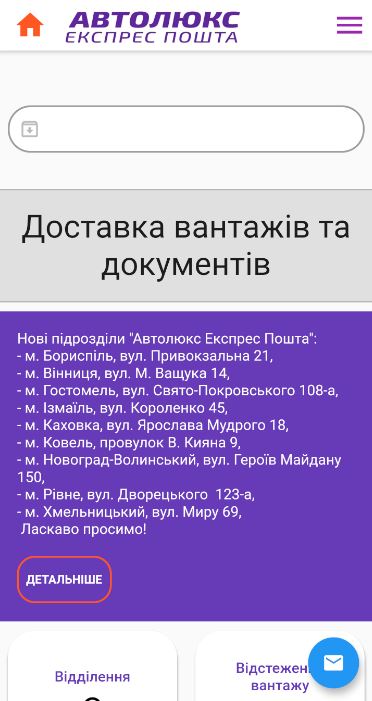 АВТОЛЮКС
ЕКСПРЕС ПОШТА
Доставка вантажів та
документів
Нові підрозділи "Автолюкс Експрес Пошта":
- м. Бориспіль, вул. Привокзальна 21,
- м. Вінниця, вул. М. Ващука 14,
- м. Гостомель, вул. Свято-Покровського 108-а,
- м. Ізмаїль, вул. Короленко 45,
- м. Каховка, вул. Ярослава Мудрого 18,
- м. Ковель, провулок В. Кияна 9,
- м. Новоград-Волинський, вул. Героїв Майдану
150,
- м. Рівне, вул. Дворецького 123-а,
- м. Хмельницький, вул. Миру 69,
Ласкаво просимо!
ДЕТАЛЬНІШЕ
Відділення
вантажу